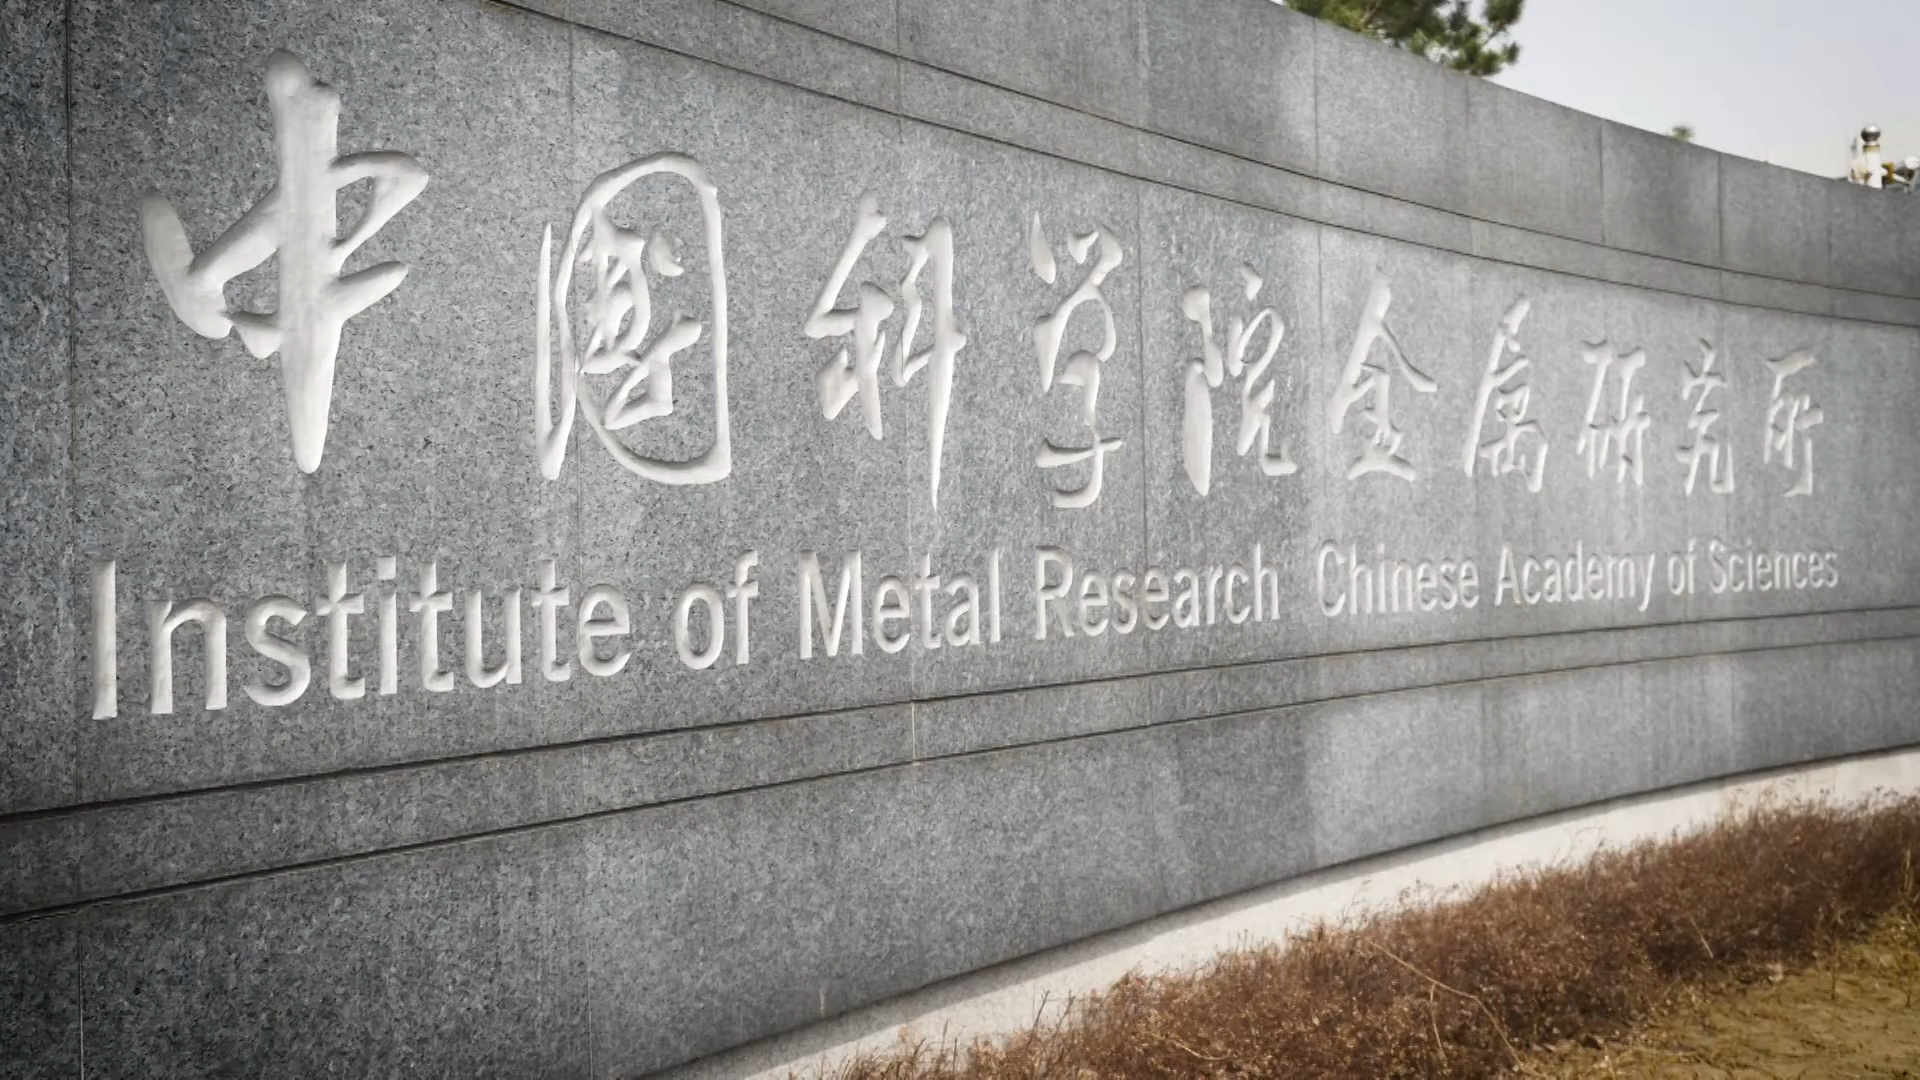 中國科学院金属研究所
Institute of Metal Research Chinese Academy of Sciences